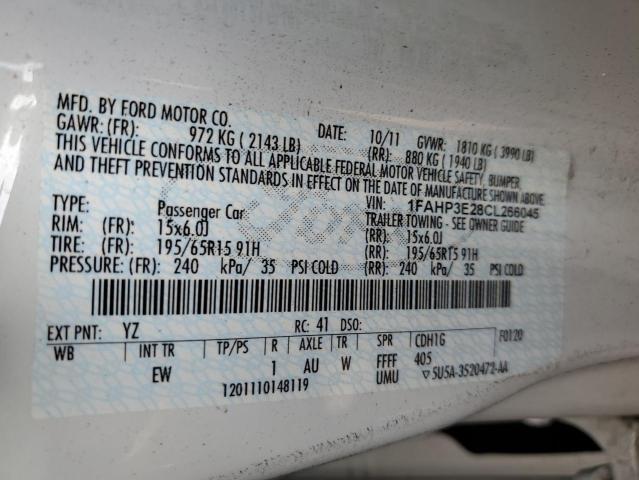 MFD. BY FORD MOTOR CO.
DATE: 10/11 GVWR: 1810 KG ( 3990 LB)
GAWR: (FR): 972 KG ( 2143 LB) (RR): 880 KG ( 1940 LB)
THIS VEHICLE CONFORMS TO ALL APPLICABLE FEDERAL MOTOR VEHICLE SAFETY, BUMPER,
AND THEFT PREVENTION STANDARDS IN EFFECT ON THE DATE OF MANUFACTURE SHOWN ABOVE.
VIN: 1FAHP3E28CL266045
TYPE: Passenger Car TRAILER TOWING - SEE OWNER GUIDE
RIM: (FR): 15x6.0J (RR): 15x6.0J
TIRE: (FR): 195/65R15 91H (RR): 195/65R15 91H
PRESSURE: (FR): 240 kPa/ 35 PSI COLD (RR): 240 kPa/ 35 PSI COLD
EXT PNT: YZ RC: 41 DSO: F0120
WB INT TR TP/PS R AXLE TR SPR CDH1G
EW 1 AU W FFFF 405
1201110148119 UMU ▽5U5A-3520472-AA